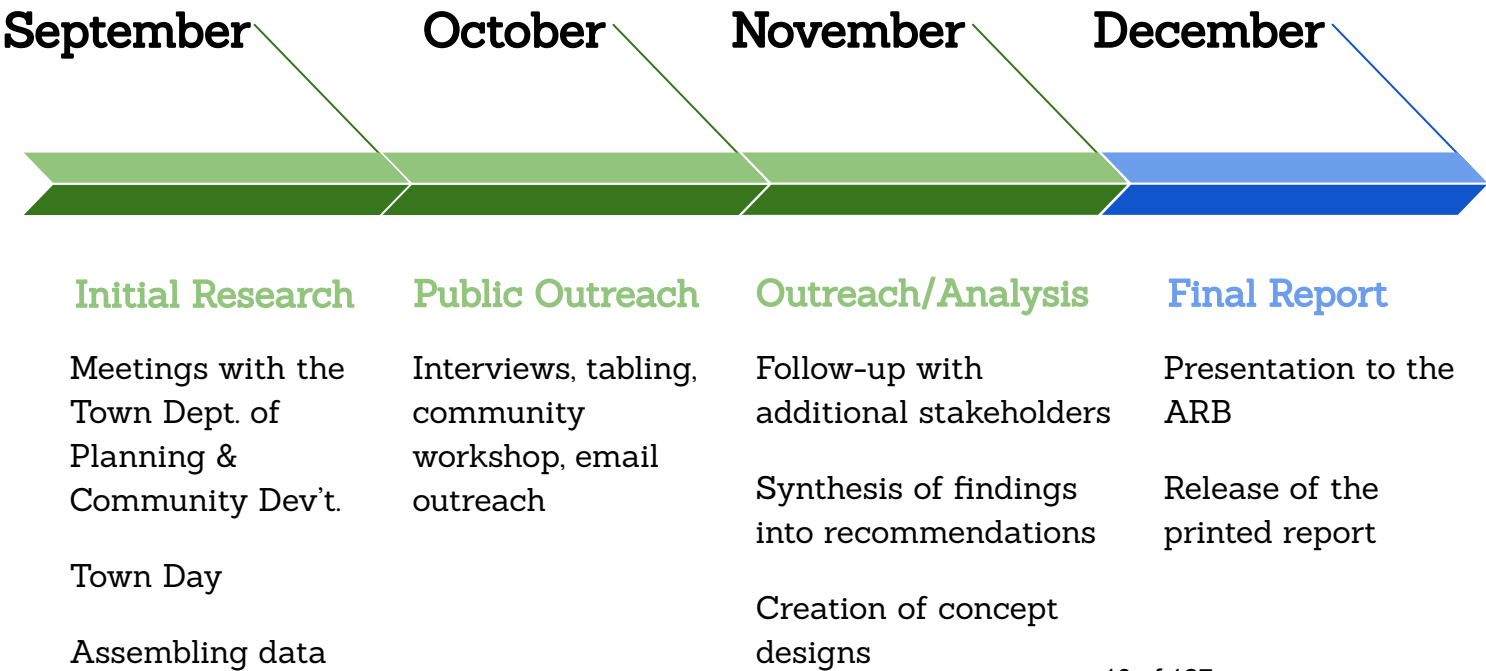 September
October
November
December
Initial Research
Meetings with the
Town Dept. of
Planning &
Community Dev't.
Town Day
Assembling data
Public Outreach
Interviews, tabling,
community
workshop, email
outreach
Outreach/Analysis
Follow-up with
additional stakeholders
Synthesis of findings
into recommendations
Creation of concept
designs
Final Report
Presentation to the
ARB
Release of the
printed report